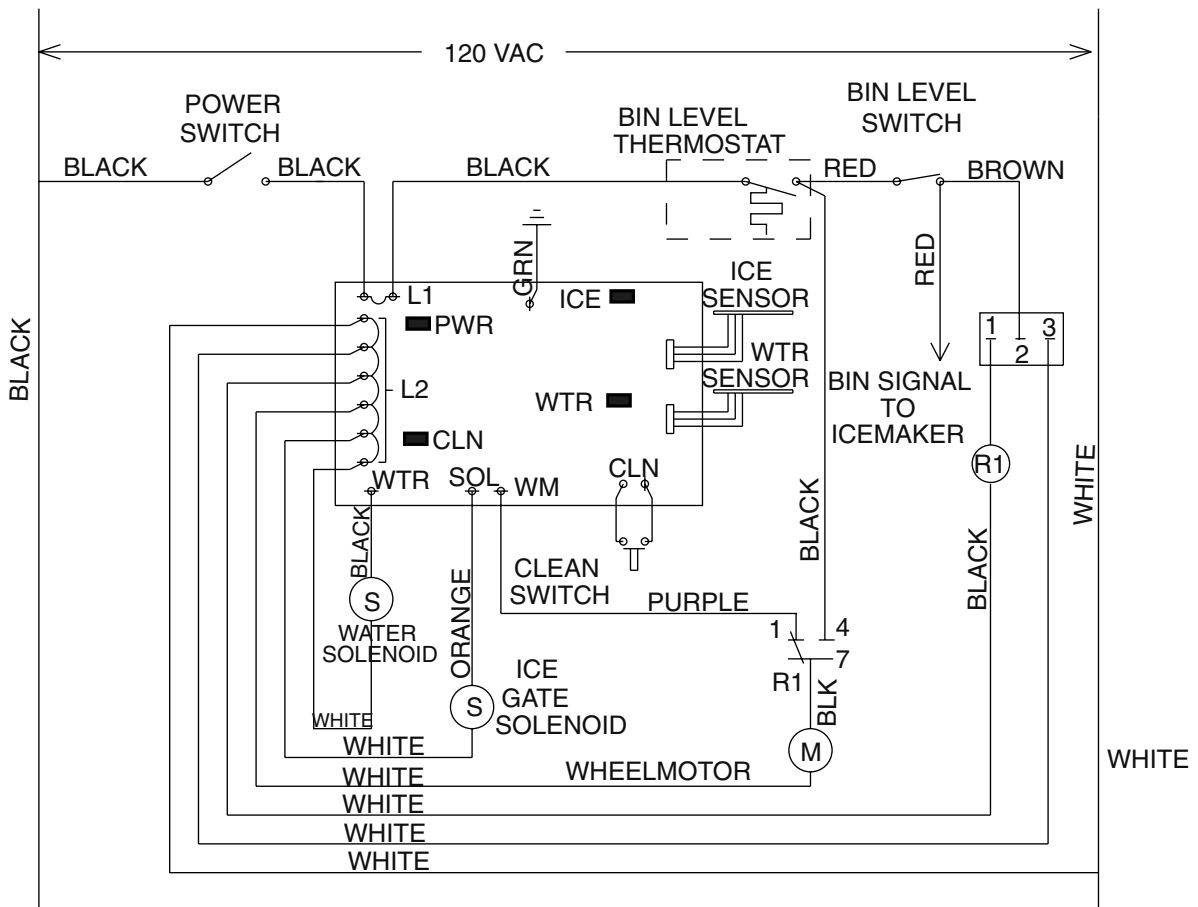 120 VAC
POWER
SWITCH
BIN LEVEL
THERMOSTAT
BIN LEVEL
SWITCH
BLACK
BLACK
BLACK
RED
BROWN
GRN
RED
ICE
SENSOR
L1
ICE
PWR
WTR
SENSOR
1
2
3
BLACK
L2
WTR
BIN SIGNAL
TO
ICEMAKER
CLN
R1
WHITE
WTR
SOL
WM
CLN
BLACK
BLACK
BLACK
ORANGE
CLEAN
SWITCH
PURPLE
S
WATER
SOLENOID
1
4
7
R1
ICE
GATE
SOLENOID
S
BLK
WHITE
WHITE
M
WHITE
WHEELMOTOR
WHITE
WHITE
WHITE
WHITE